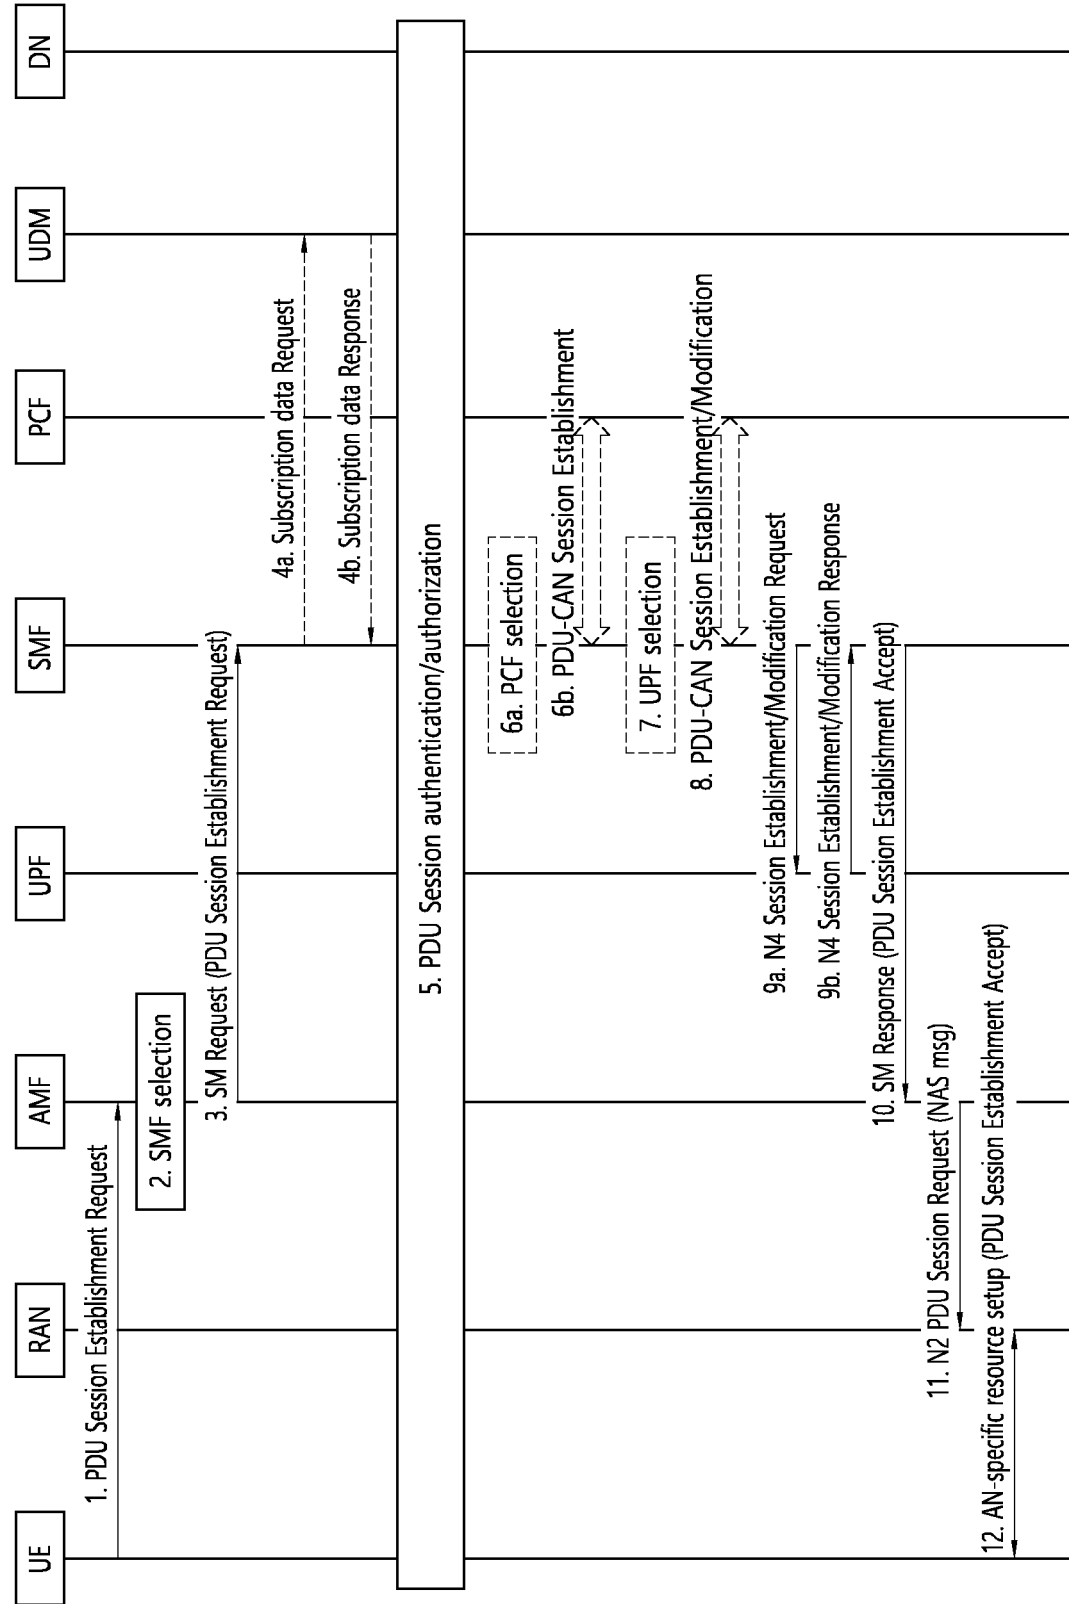 UE
RAN
AMF
UPF
SMF
PCF
UDM
DN
1. PDU Session Establishment Request
2. SMF selection
3. SM Request (PDU Session Establishment Request)
4a. Subscription data Request
4b. Subscription data Response
5. PDU Session authentication/authorization
6a. PCF selection
6b. PDU-CAN Session Establishment
7. UPF selection
8. PDU-CAN Session Establishment/Modification
9a. N4 Session Establishment/Modification Request
9b. N4 Session Establishment/Modification Response
10. SM Response (PDU Session Establishment Accept)
11. N2 PDU Session Request (NAS msg)
12. AN-specific resource setup (PDU Session Establishment Accept)